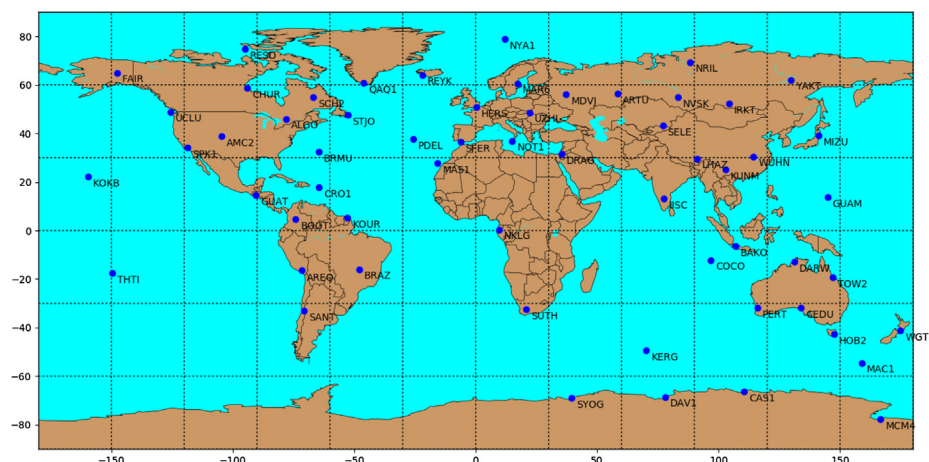 80
NYA1
RESO
NRIL
FAIR
REYK
YAKT
60
QAQ1
MAR6
CHUR
SCH2
MDVJ
ARTU
NVSK
IRKT
UCLU
ALGO
STJO
HERS
UZHL
40
SELE
AMC2
PDEL
SFER
NOT1
MIZU
SPK1
BRMU
MAS1
DRAG
LHAZ
WUHN
KUNM
20
KOKB
CRO1
GUAT
IISC
GUAM
BOGT
KOUR
0
NKLG
BAKO
COCO
DARW
−20
THTI
AREQ
BRAZ
TOW2
SANT
SUTH
PERT
CEDU
−40
HOB2
WGT
KERG
MAC1
−60
SYOG
DAV1
CAS1
−80
MCM4
−150 −100 −50 0 50 100 150